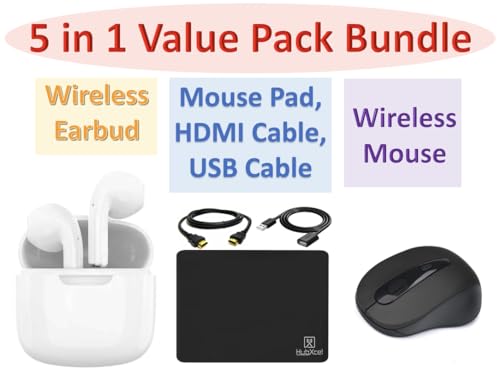 5 in 1 Value Pack Bundle
Wireless
Earbud
Mouse Pad,
HDMI Cable,
USB Cable
Wireless
Mouse
HubXcel